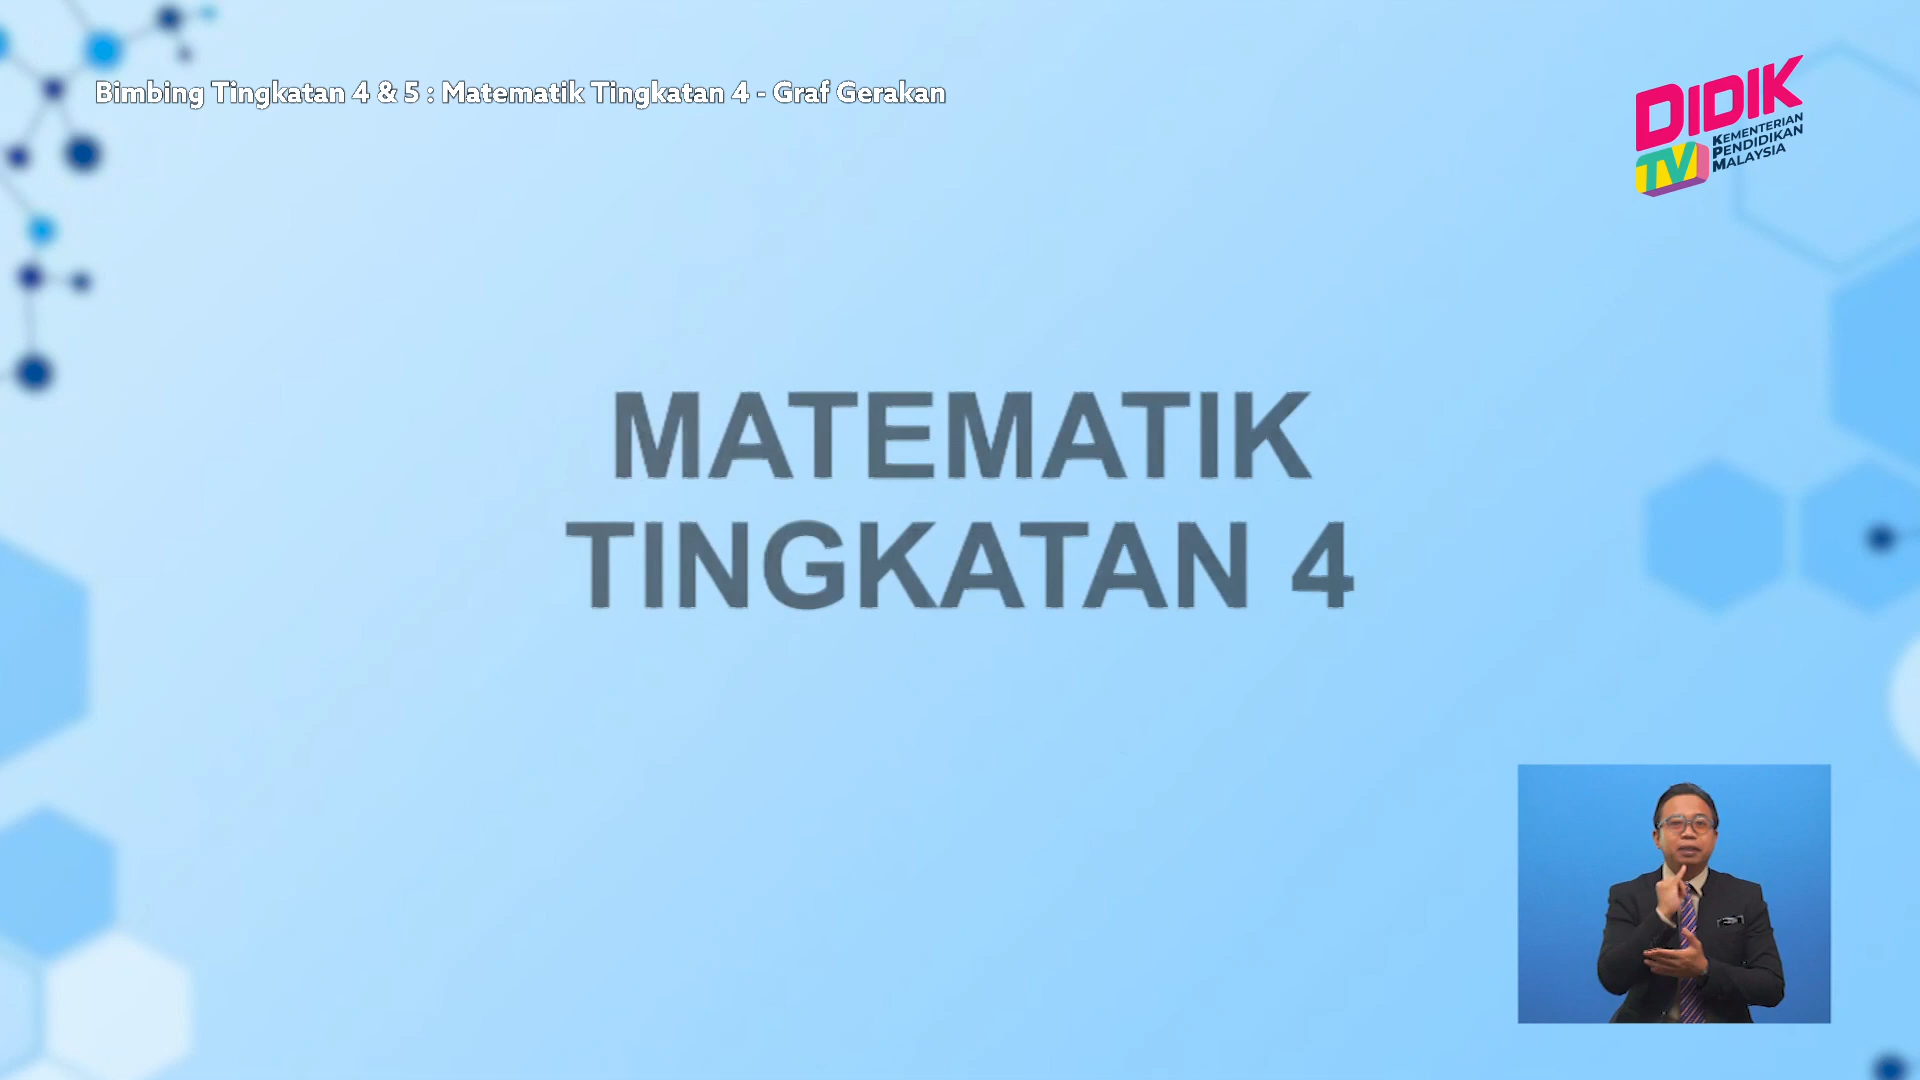 Bimbing Tingkatan 4 & 5 : Matematik Tingkatan 4 - Graf Gerakan
DIDIK
TV
KEMENTERIAN
PENDIDIKAN
MALAYSIA
MATEMATIK
TINGKATAN 4